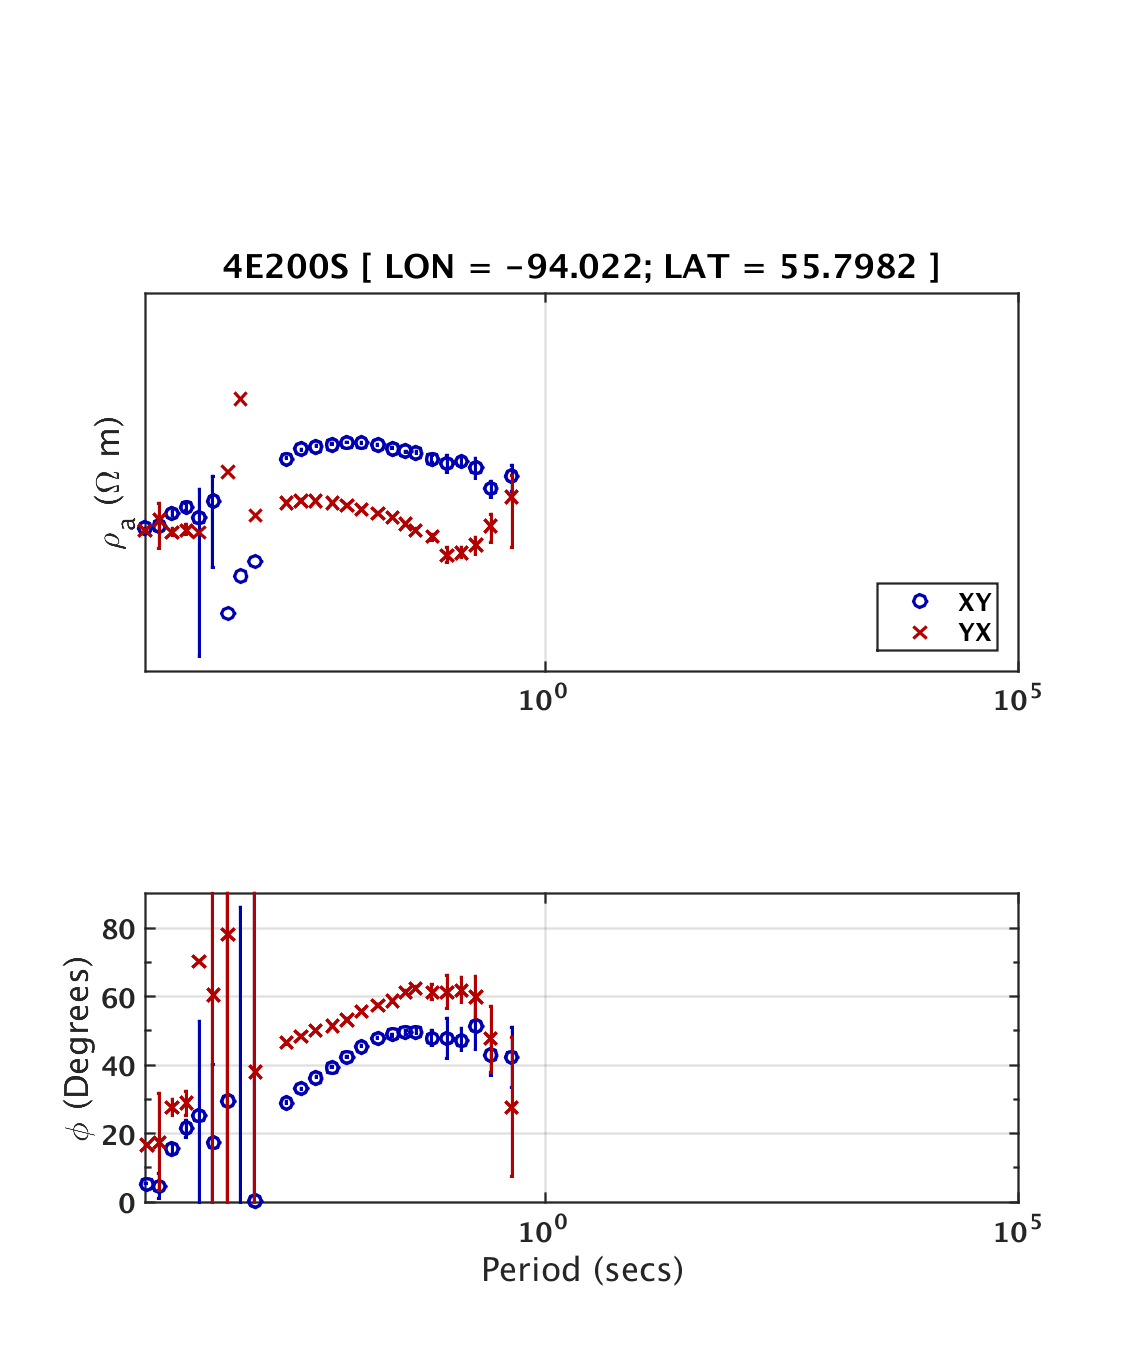 4E200S [ LON = -94.022; LAT = 55.7982 ]
ρa (Ω m)
XY
YX
10^0
10^5
80
60
40
20
0
ϕ (Degrees)
10^0
10^5
Period (secs)